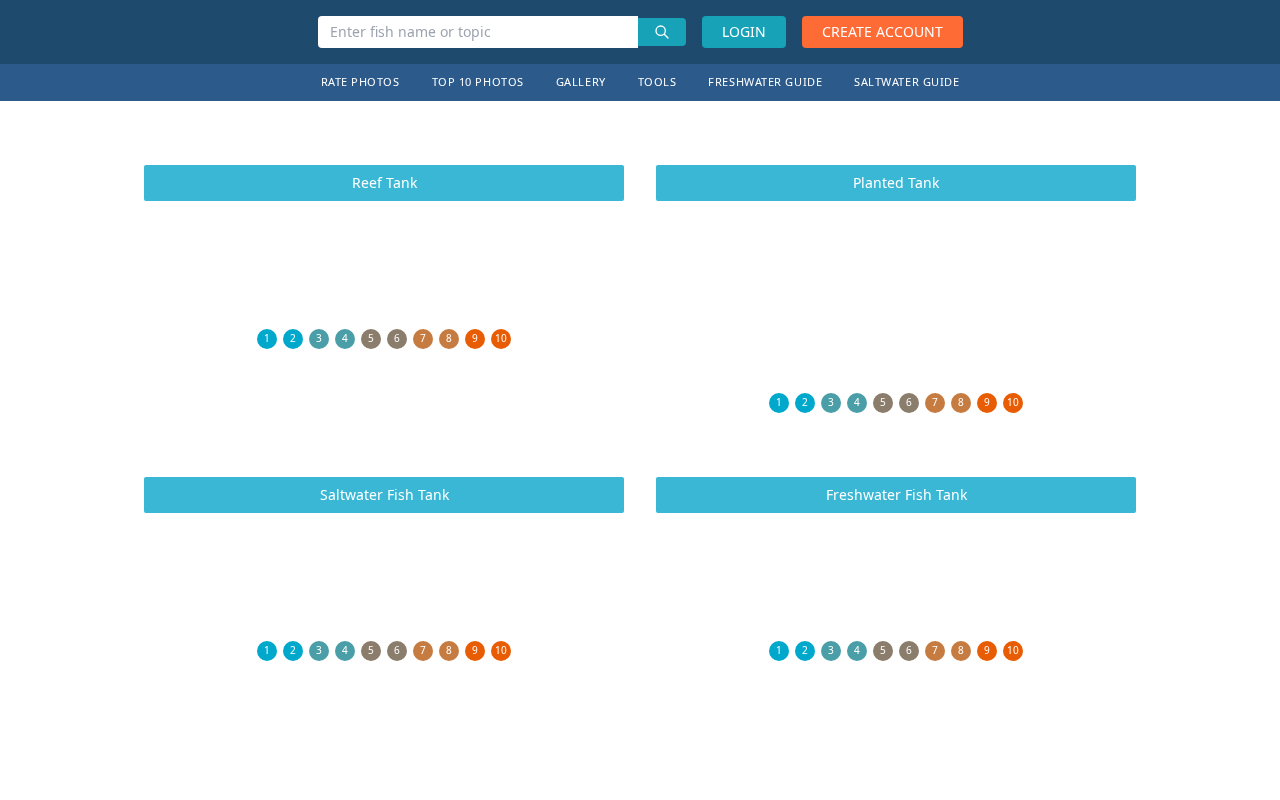 Enter fish name or topic LOGIN CREATE ACCOUNT
RATE PHOTOS TOP 10 PHOTOS GALLERY TOOLS FRESHWATER GUIDE SALTWATER GUIDE
Reef Tank Planted Tank
1 2 3 4 5 6 7 8 9 10
1 2 3 4 5 6 7 8 9 10
Saltwater Fish Tank Freshwater Fish Tank
1 2 3 4 5 6 7 8 9 10 1 2 3 4 5 6 7 8 9 10